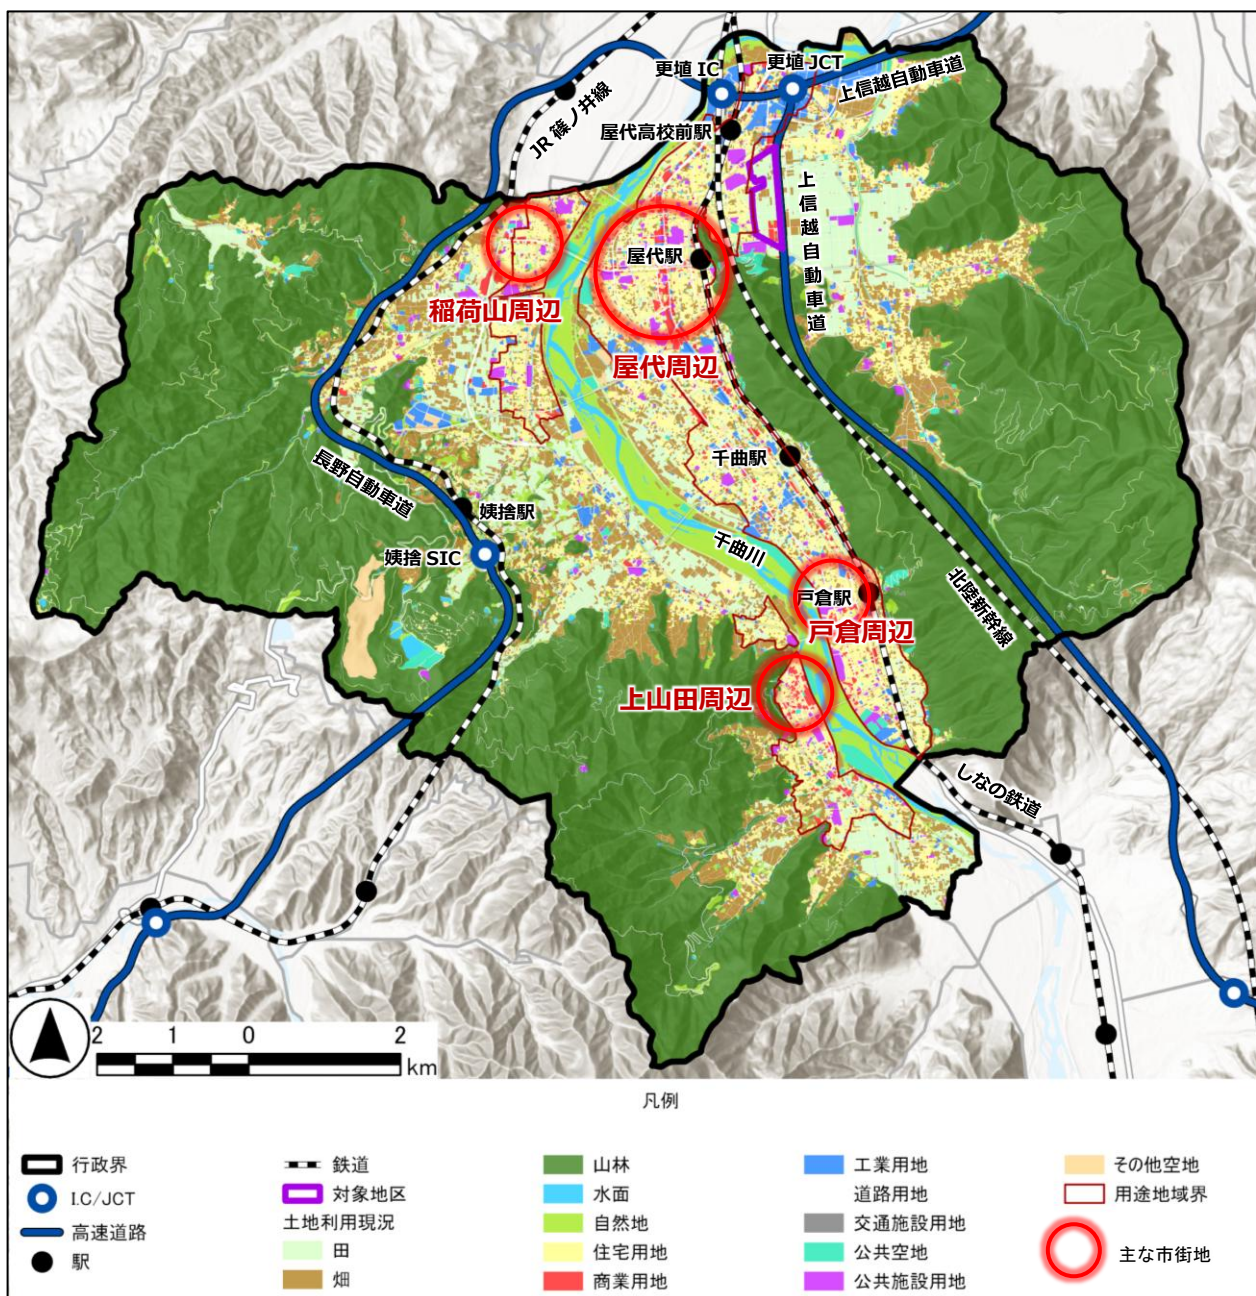 更埴 IC
更埴 JCT
上信越自動車道
JR 篠ノ井線
屋代高校前駅
上信越自動車道
屋代駅
稲荷山周辺
屋代周辺
千曲駅
長野自動車道
姨捨駅
姨捨 SIC
千曲川
戸倉駅
北陸新幹線
戸倉周辺
上山田周辺
しなの鉄道
2 1 0 2
km
凡例
行政界
I.C/JCT
高速道路
駅
鉄道
対象地区
土地利用現況
田
畑
山林
水面
自然地
住宅用地
商業用地
工業用地
道路用地
交通施設用地
公共空地
公共施設用地
その他空地
用途地域界
主な市街地